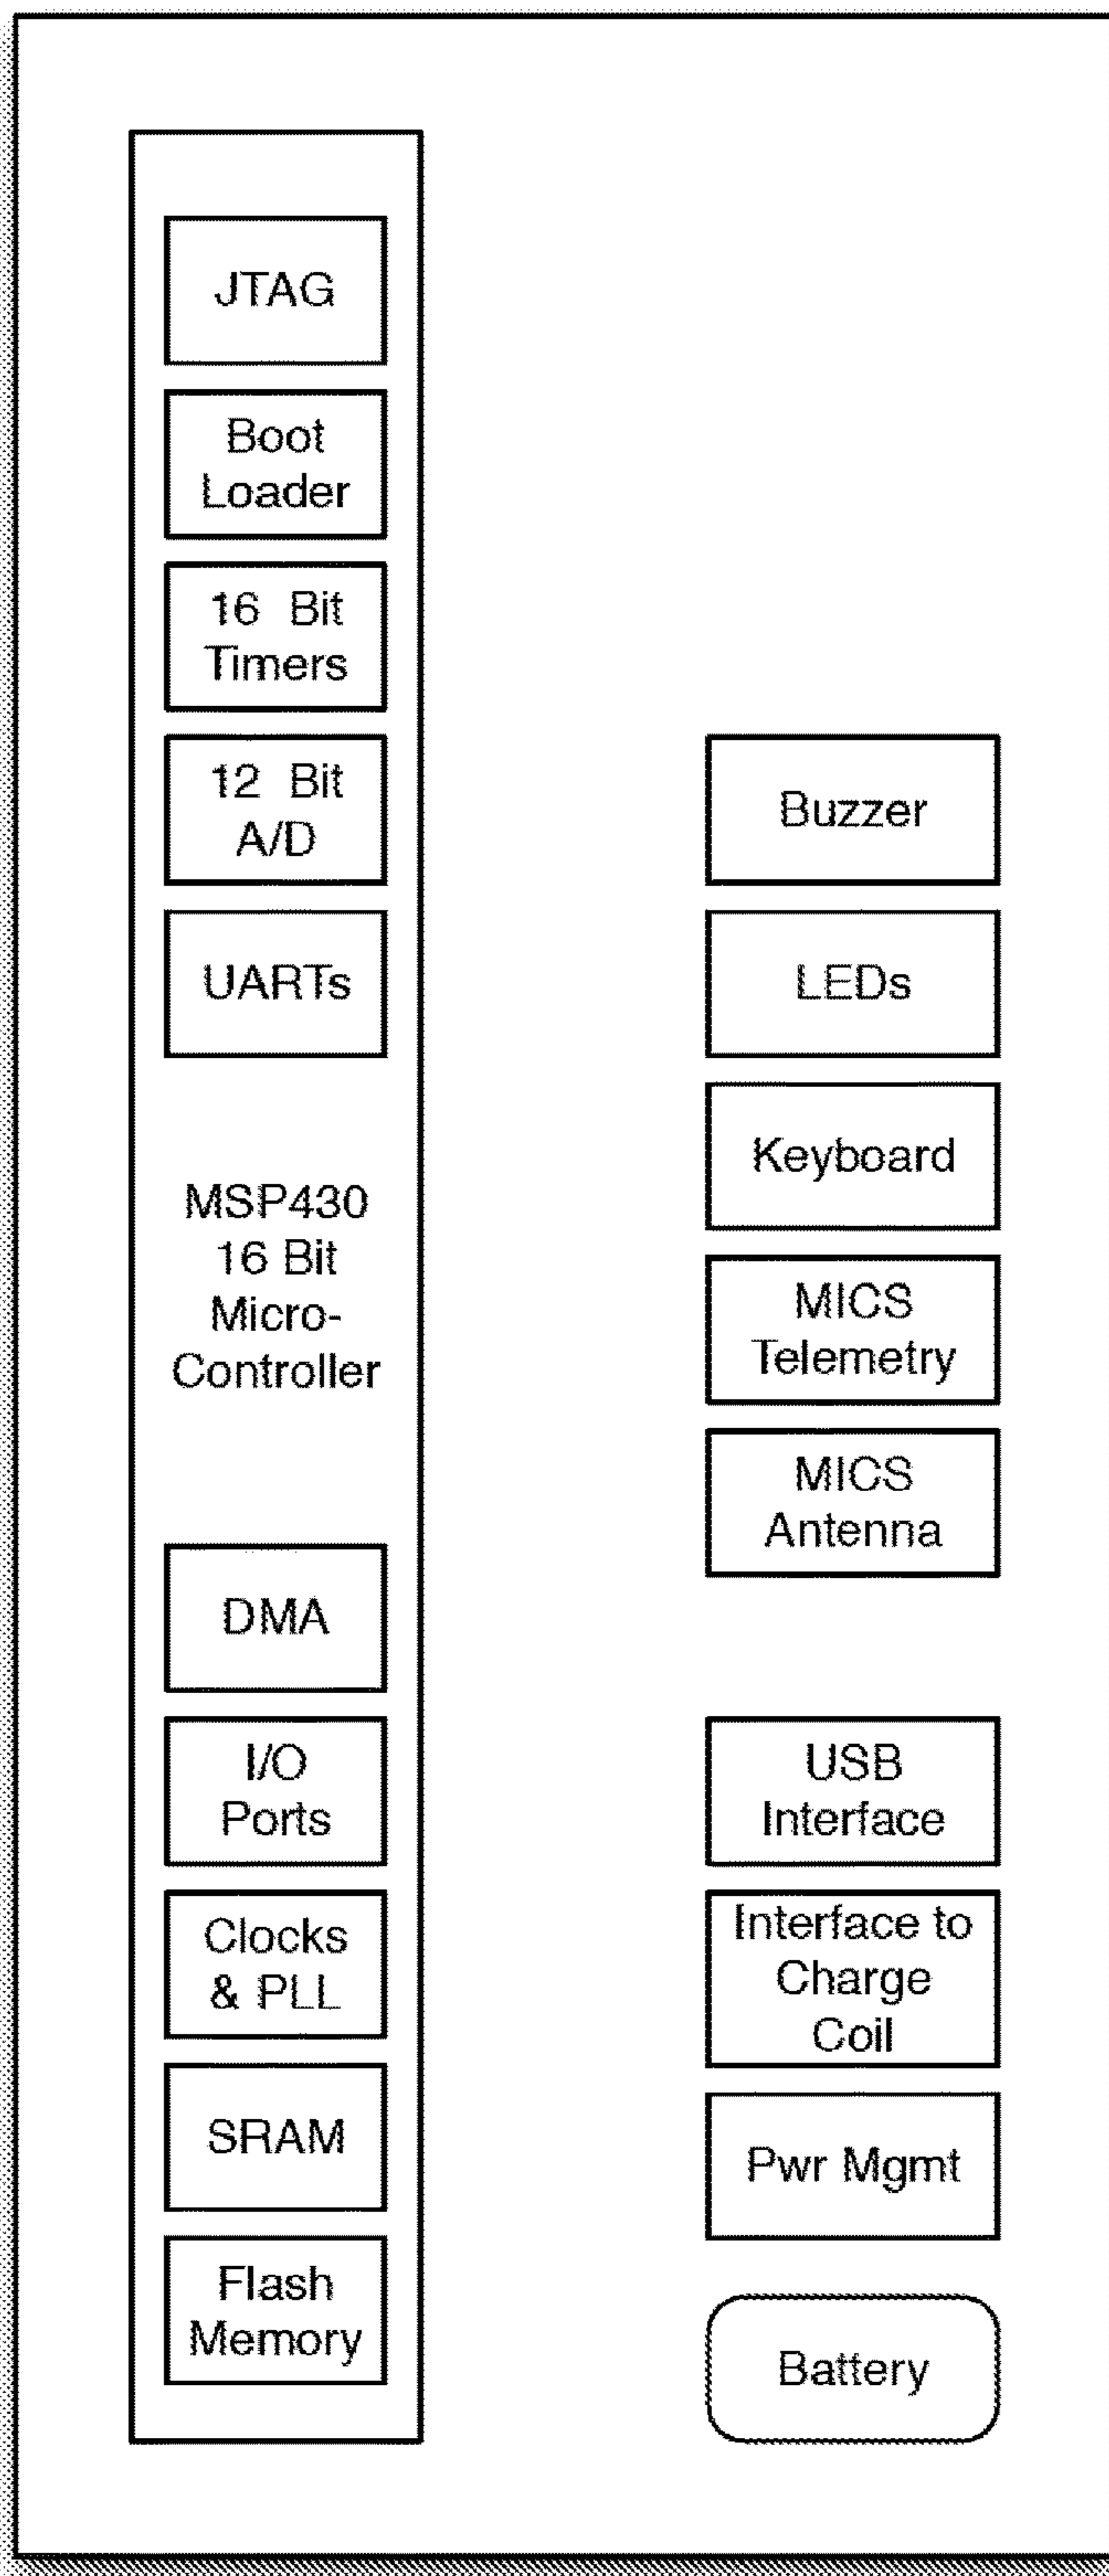 JTAG
Boot
Loader
16 Bit
Timers
12 Bit
A/D
UARTs
MSP430
16 Bit
Micro-
Controller
DMA
I/O
Ports
Clocks
& PLL
SRAM
Flash
Memory
Buzzer
LEDs
Keyboard
MICS
Telemetry
MICS
Antenna
USB
Interface
Interface to
Charge
Coil
Pwr Mgmt
Battery